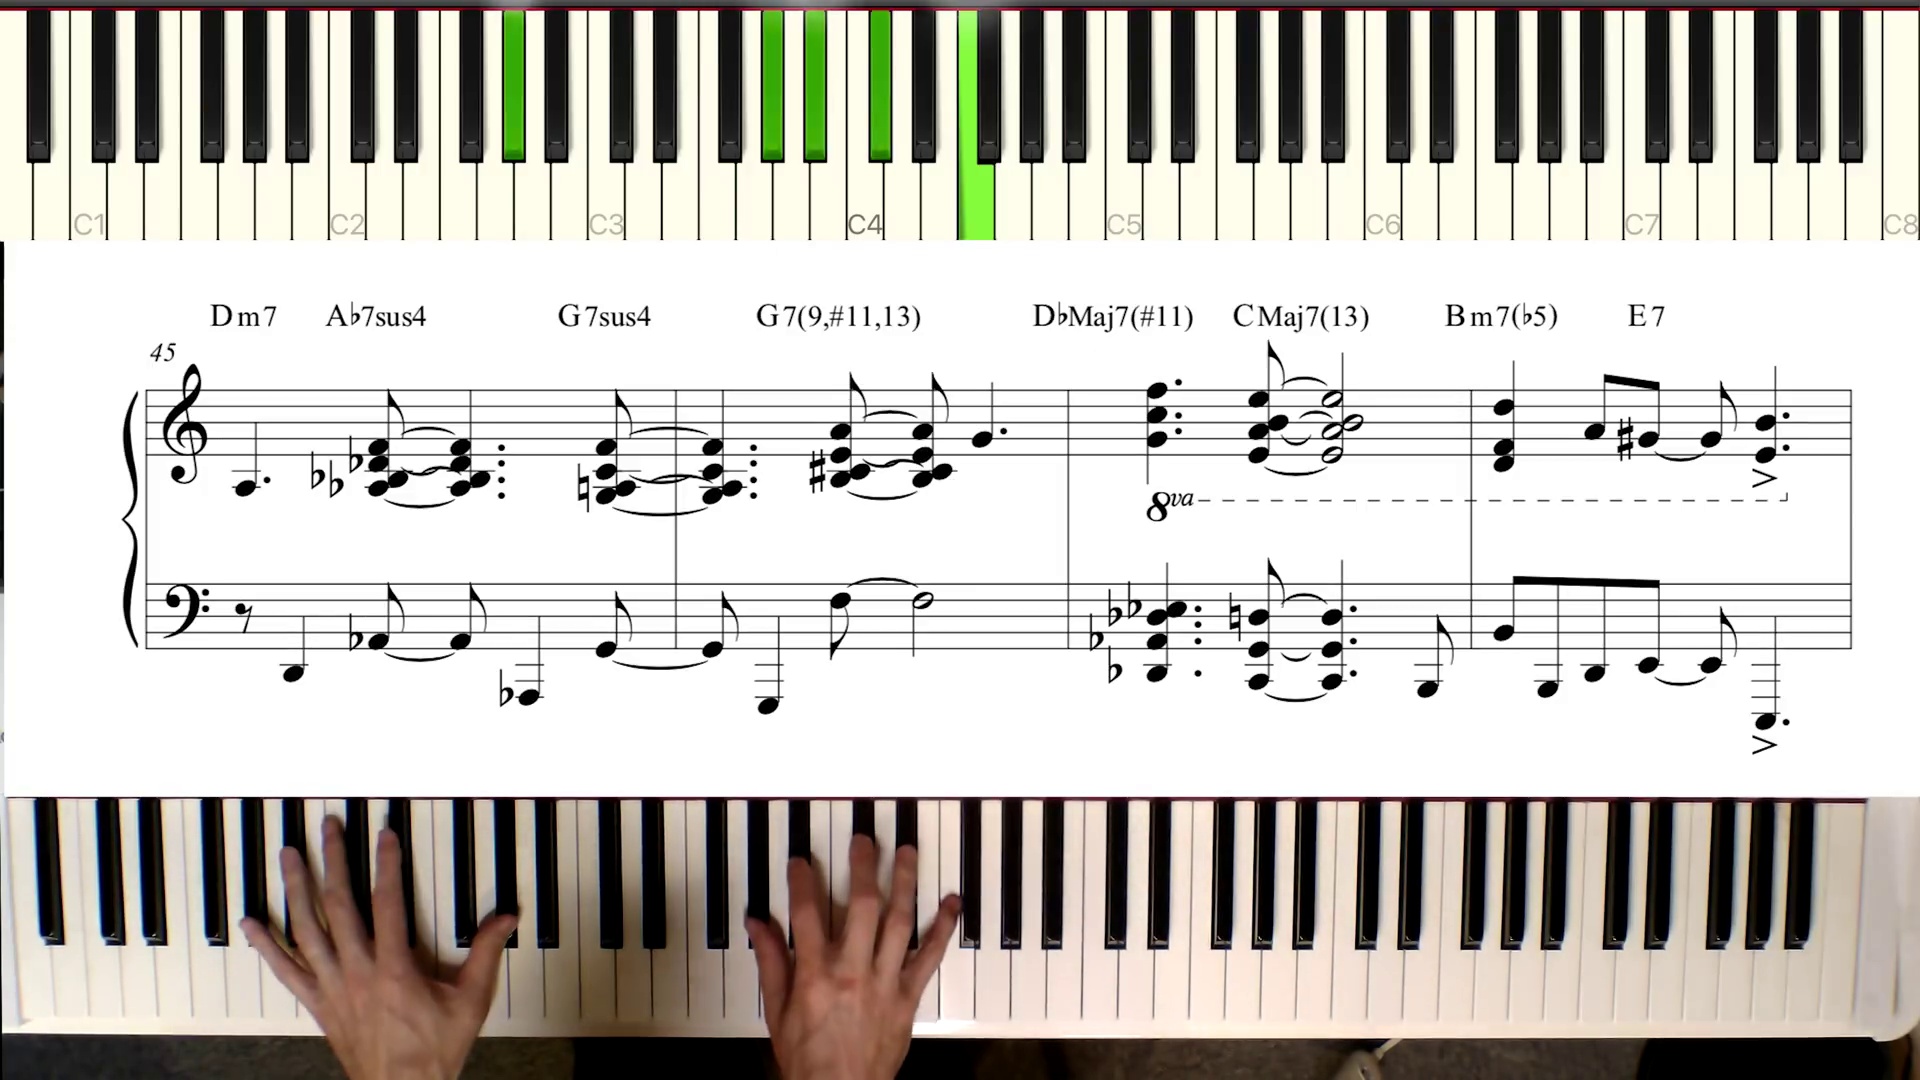 C1 C2 C3 C4 C5 C6 C7 C8
Dm7 A♭7sus4 G7sus4 G7(9,#11,13) D♭Maj7(#11) CMaj7(13) Bm7(♭5) E7
45
8va